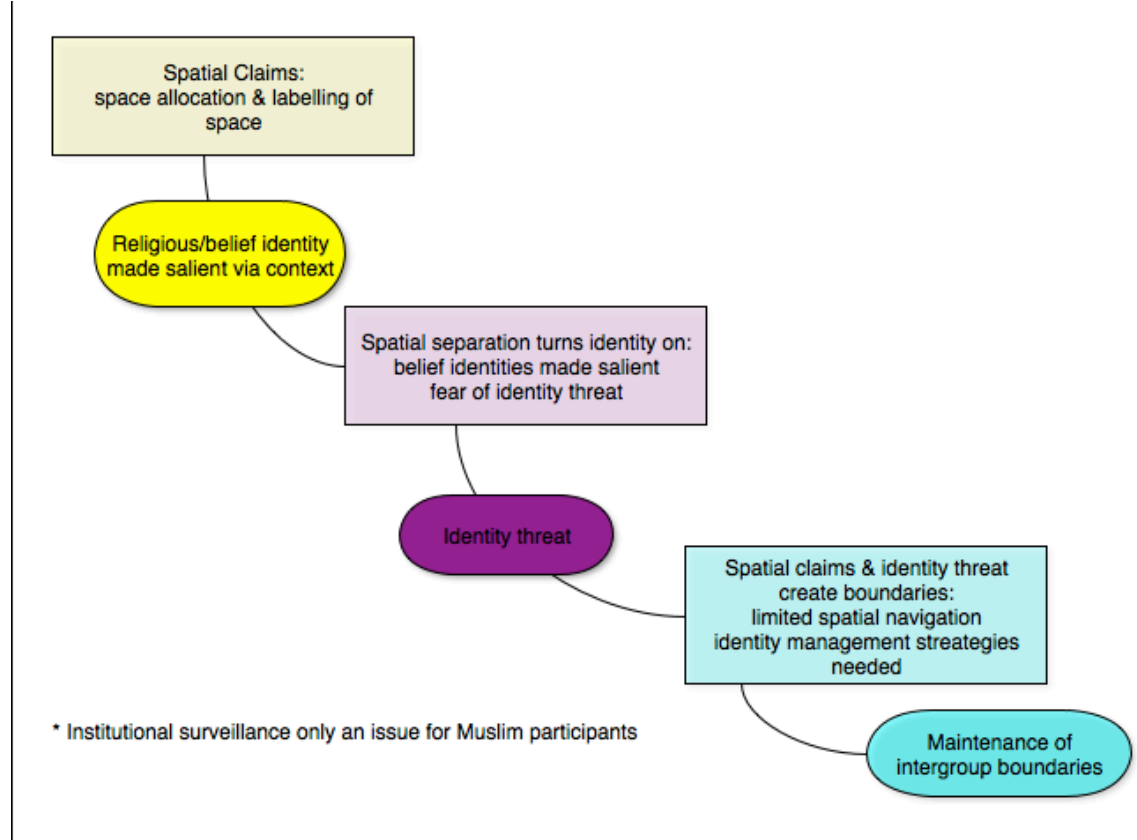 Spatial Claims:
space allocation & labelling of
space
Religious/belief identity
made salient via context
Spatial separation turns identity on:
belief identities made salient
fear of identity threat
Identity threat
Spatial claims & identity threat
create boundaries:
limited spatial navigation
identity management streategies
needed
* Institutional surveillance only an issue for Muslim participants
Maintenance of
intergroup boundaries